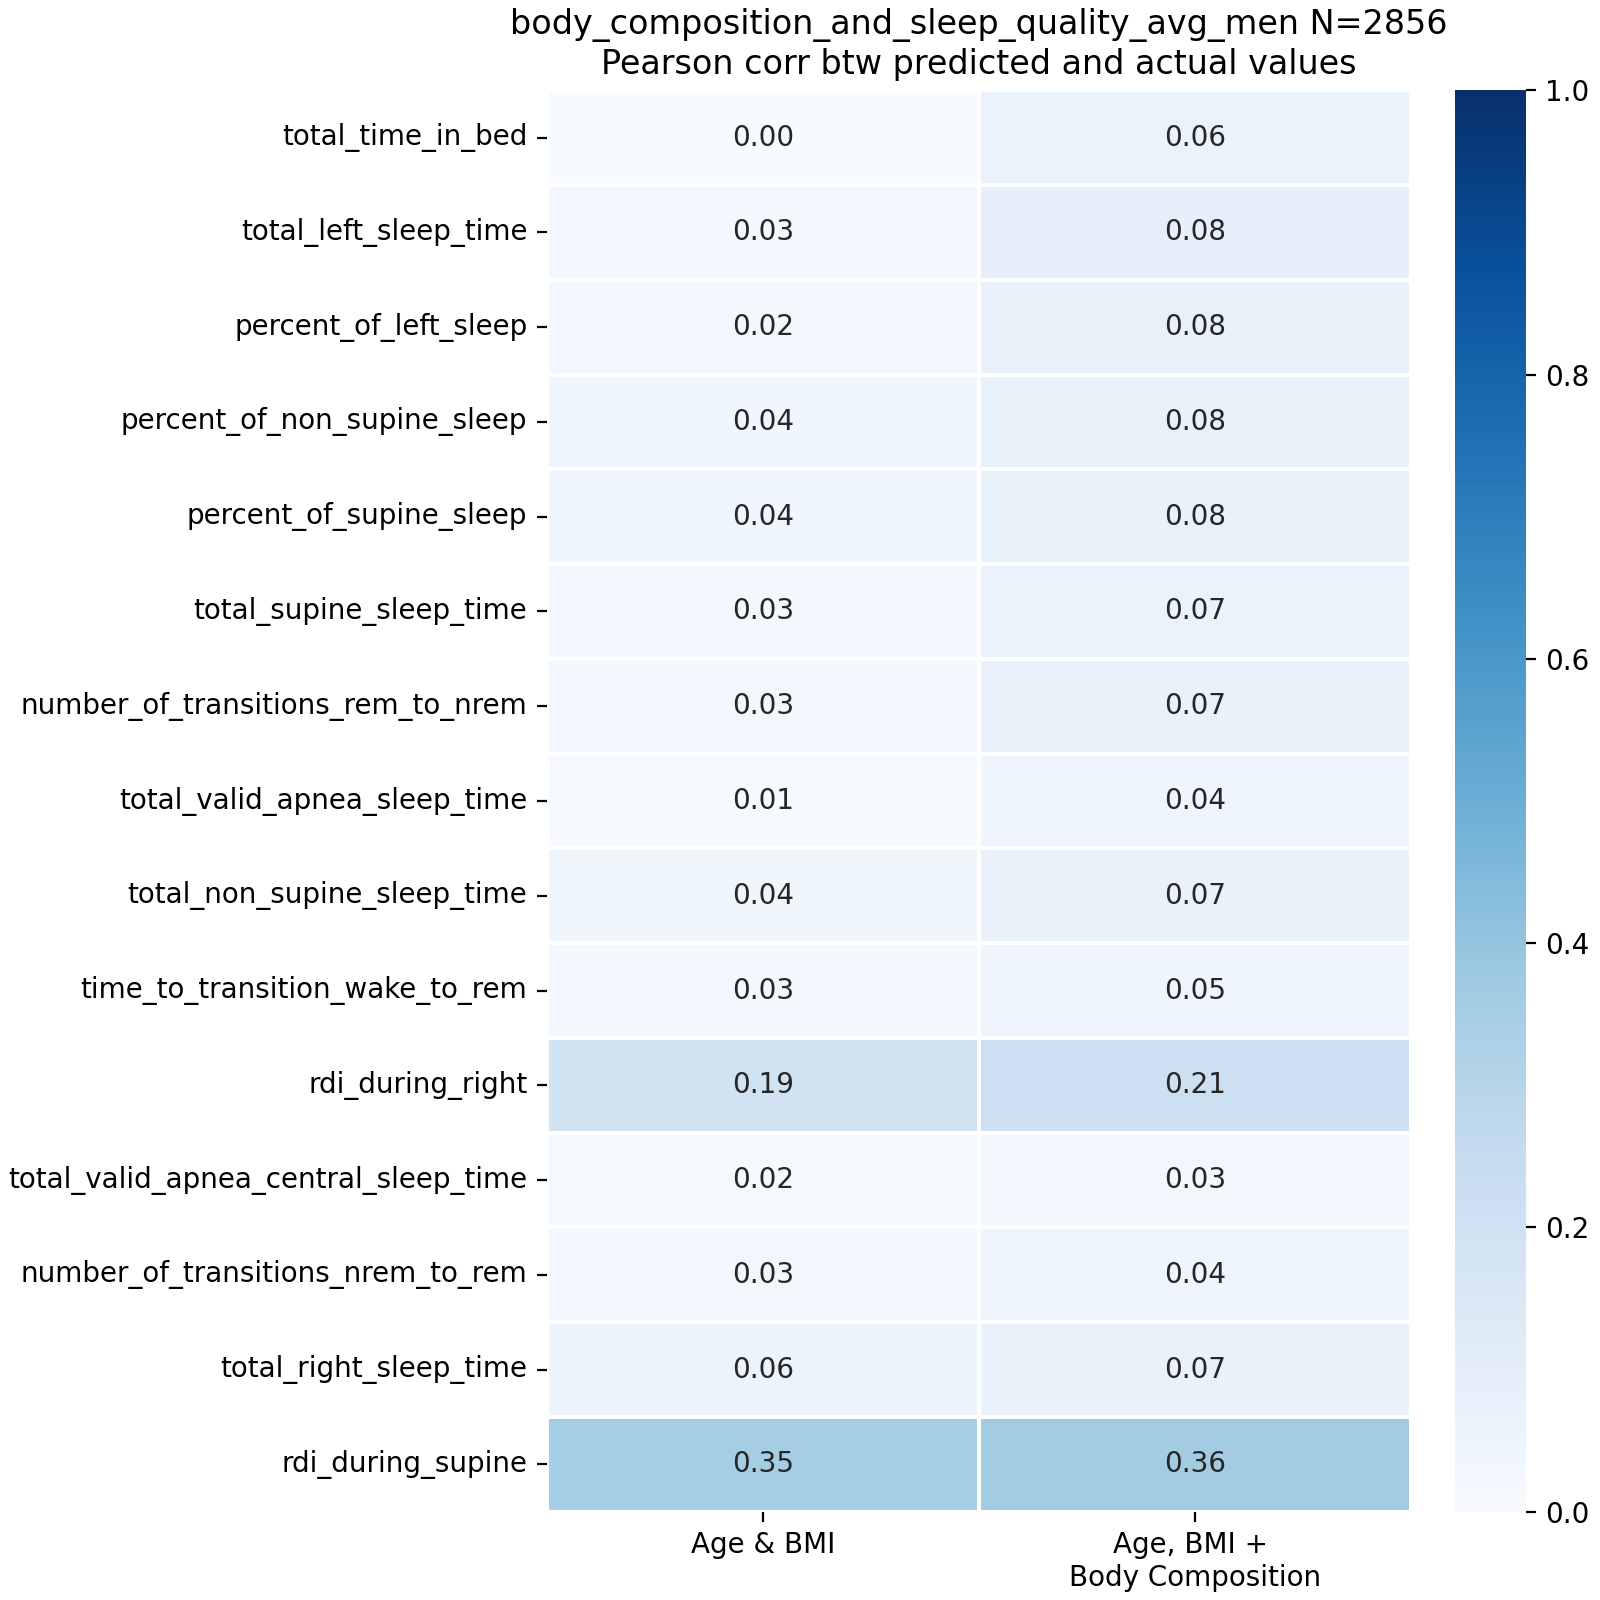 body_composition_and_sleep_quality_avg_men N=2856
Pearson corr btw predicted and actual values
total_time_in_bed 0.00 0.06
total_left_sleep_time 0.03 0.08
percent_of_left_sleep 0.02 0.08
percent_of_non_supine_sleep 0.04 0.08
percent_of_supine_sleep 0.04 0.08
total_supine_sleep_time 0.03 0.07
number_of_transitions_rem_to_nrem 0.03 0.07
total_valid_apnea_sleep_time 0.01 0.04
total_non_supine_sleep_time 0.04 0.07
time_to_transition_wake_to_rem 0.03 0.05
rdi_during_right 0.19 0.21
total_valid_apnea_central_sleep_time 0.02 0.03
number_of_transitions_nrem_to_rem 0.03 0.04
total_right_sleep_time 0.06 0.07
rdi_during_supine 0.35 0.36
Age & BMI
Age, BMI +
Body Composition
1.0
0.8
0.6
0.4
0.2
0.0